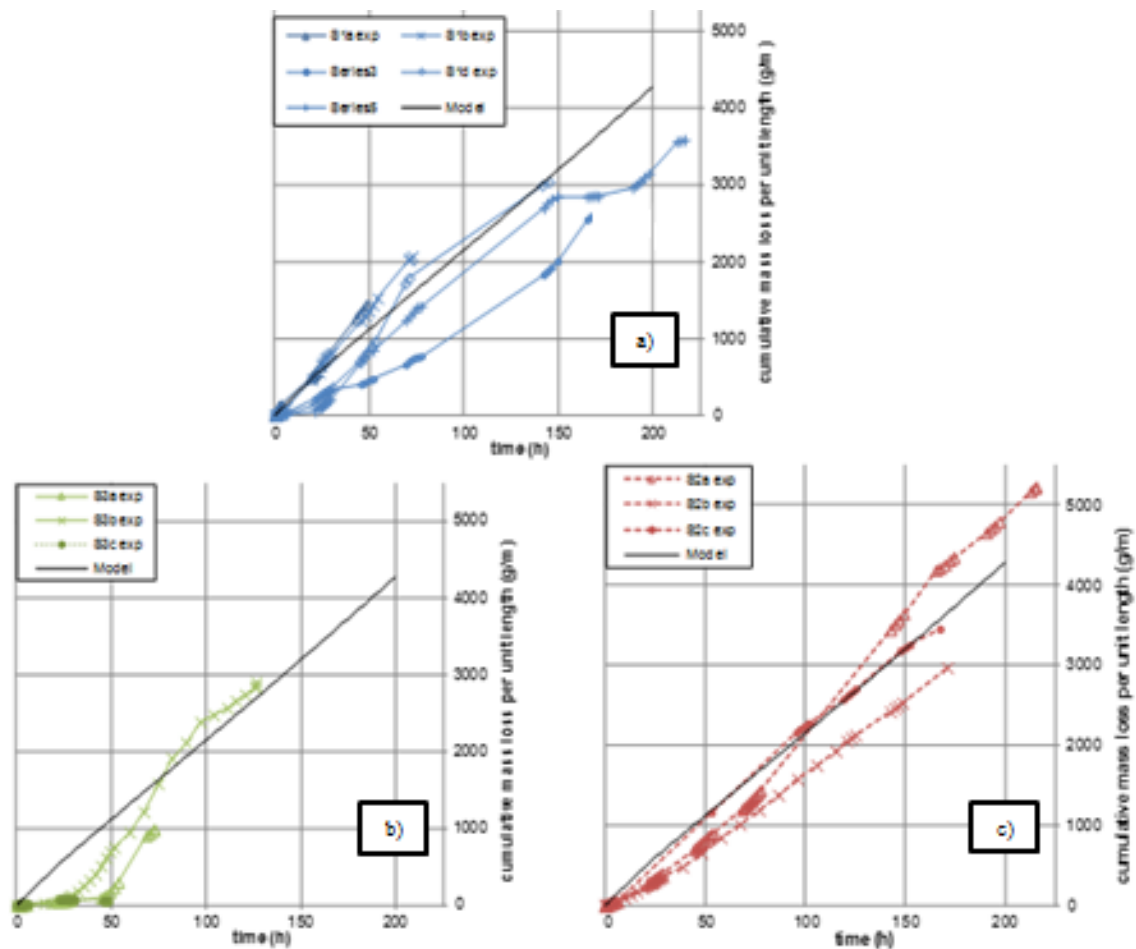 S1a exp
S1b exp
Series3
S1d exp
Series5
Model
5000
4000
3000
2000
1000
0
cumulative mass loss per unit length (g/m)
0
50
100
150
200
time (h)
a)
S3a exp
S3b exp
S3c exp
Model
5000
4000
3000
2000
1000
0
cumulative mass loss per unit length (g/m)
0
50
100
150
200
time (h)
b)
S2a exp
S2b exp
S2c exp
Model
5000
4000
3000
2000
1000
0
cumulative mass loss per unit length (g/m)
0
50
100
150
200
time (h)
c)